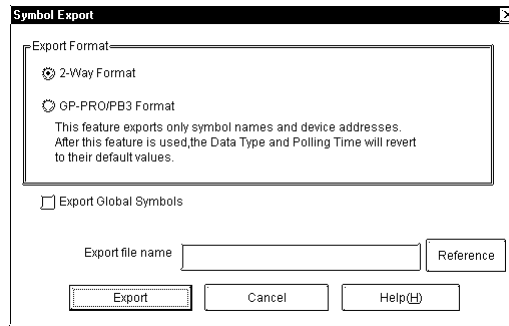 Symbol Export
Export Format
2-Way Format
GP-PRO/PB3 Format
This feature exports only symbol names and device addresses.
After this feature is used,the Data Type and Polling Time will revert
to their default values.
Export Global Symbols
Export file name
Reference
Export
Cancel
Help(H)